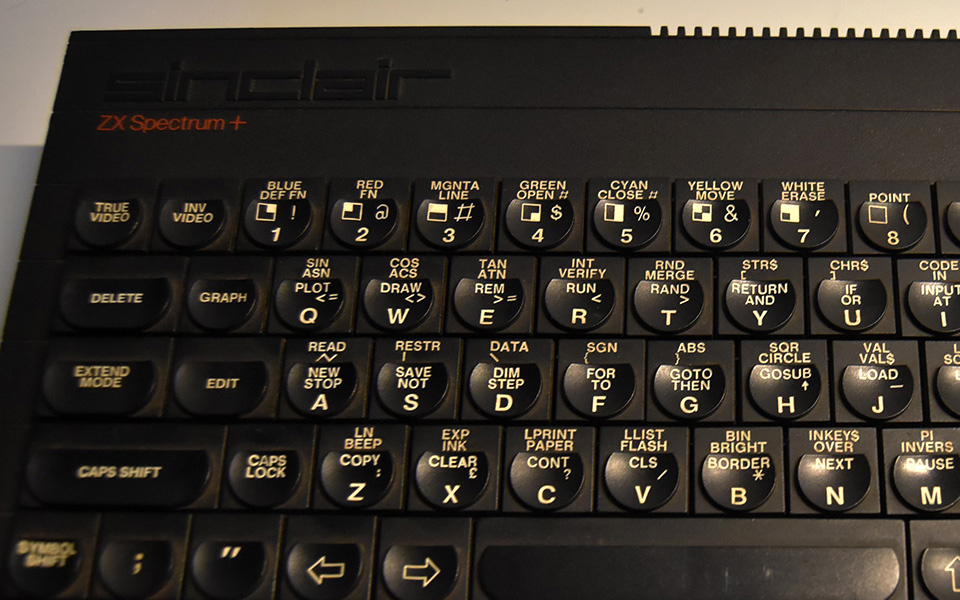 sinclair
ZX Spectrum +
TRUE VIDEO
INV VIDEO
BLUE
DEF FN
!
1
RED
FN
@
2
MGNTA
LINE
#
3
GREEN
OPEN #
$
4
CYAN
CLOSE #
%
5
YELLOW
MOVE
&
6
WHITE
ERASE
'
7
POINT
(
8
DELETE
GRAPH
SIN
ASN
PLOT
<=
Q
COS
ACS
DRAW
<>
W
TAN
ATN
REM
>=
E
INT
VERIFY
RUN
<
R
RND
MERGE
RAND
>
T
STR$
[
RETURN
AND
Y
CHR$
]
IF
OR
U
CODE
IN
INPUT
AT
I
EXTEND
MODE
EDIT
READ
~
NEW
STOP
A
RESTR
|
SAVE
NOT
S
DATA
\
DIM
STEP
D
SGN
{
FOR
TO
F
ABS
}
GOTO
THEN
G
SQR
CIRCLE
GOSUB
↑
H
VAL
VAL$
LOAD
–
J
CAPS SHIFT
CAPS
LOCK
LN
BEEP
COPY
:
Z
EXP
INK
CLEAR
£
X
LPRINT
PAPER
CONT
?
C
LLIST
FLASH
CLS
/
V
BIN
BRIGHT
BORDER
*
B
INKEY$
OVER
NEXT
N
PI
INVERS
PAUSE
M
SYMBOL
SHIFT
;
"
⇦
⇨